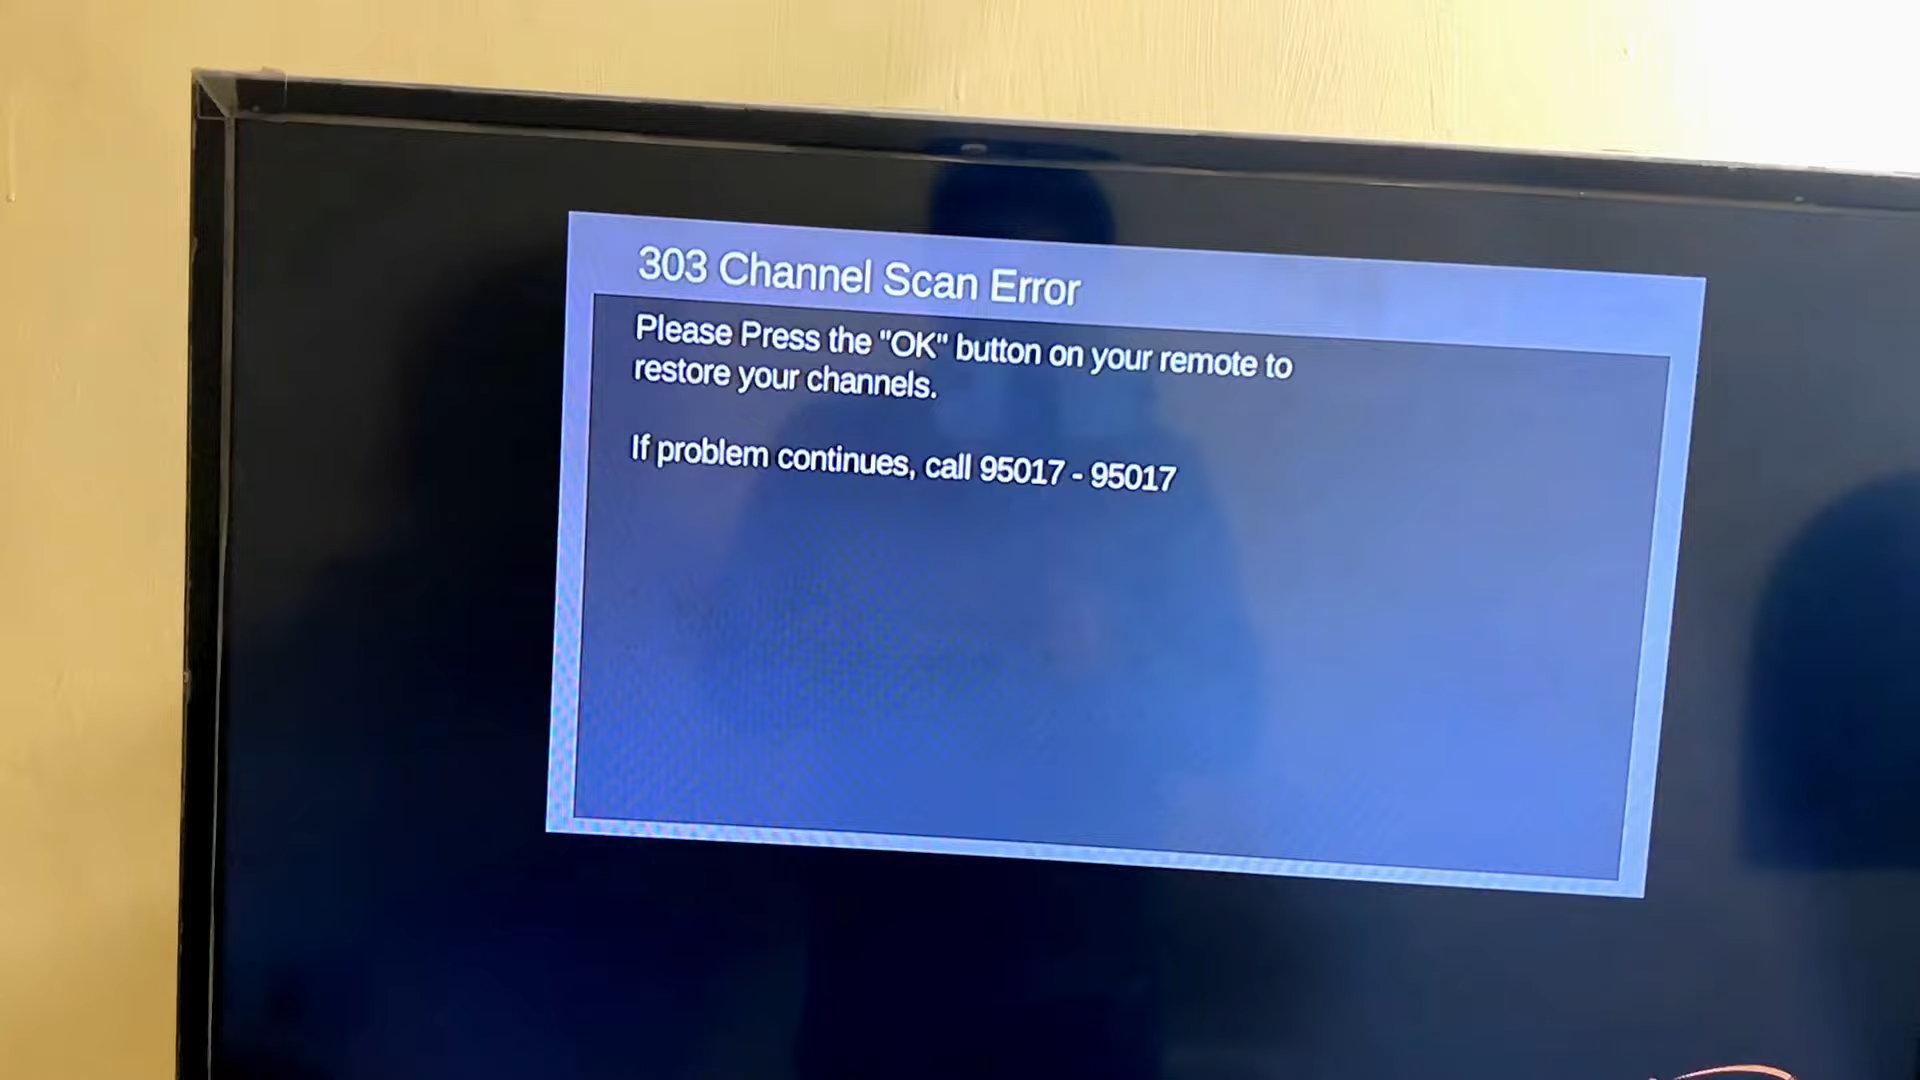 303 Channel Scan Error
Please Press the "OK" button on your remote to
restore your channels.
If problem continues, call 95017 - 95017